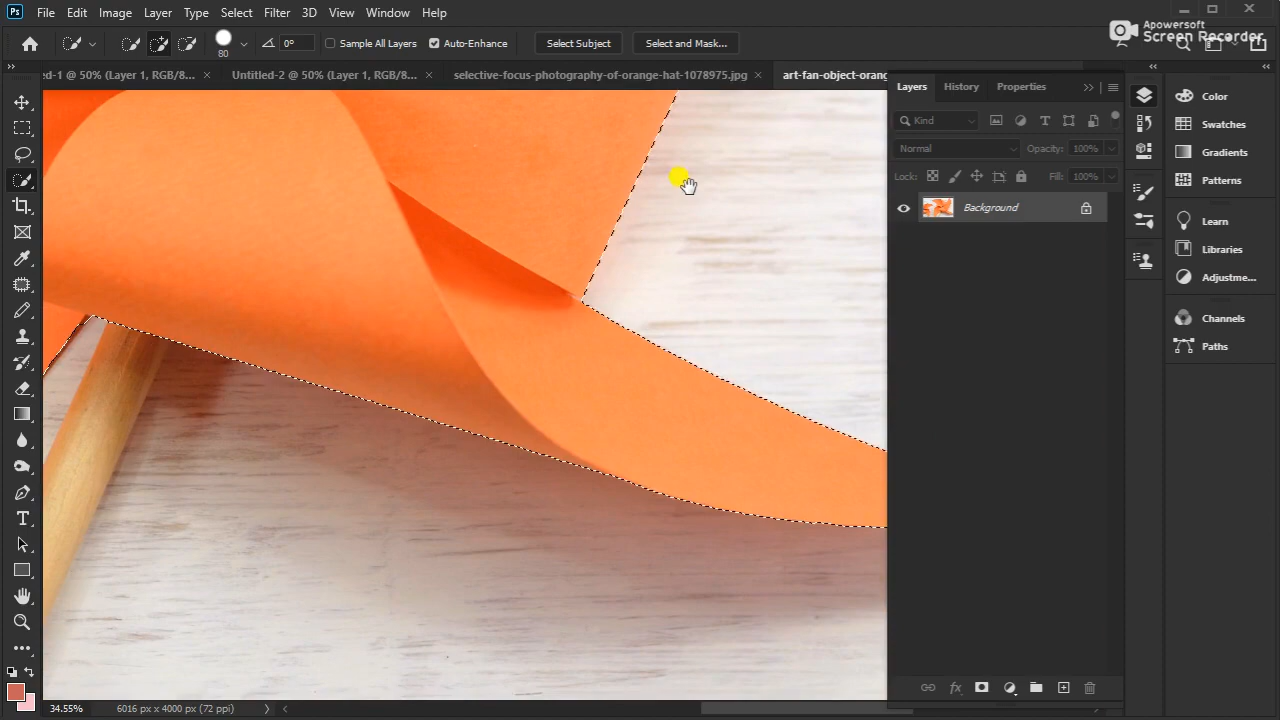 Ps File Edit Image Layer Type Select Filter 3D View Window Help
Apowersoft
Screen Recorder
80 0° Sample All Layers Auto-Enhance Select Subject Select and Mask...
ed-1 @ 50% (Layer 1, RGB/8... × Untitled-2 @ 50% (Layer 1, RGB/8... × selective-focus-photography-of-orange-hat-1078975.jpg × art-fan-object-orang
Layers History Properties
Color
Kind
Swatches
Normal Opacity: 100%
Gradients
Lock: Fill: 100%
Patterns
Background
Learn
Libraries
Adjustme...
Channels
Paths
T
34.55% 6016 px x 4000 px (72 ppi)